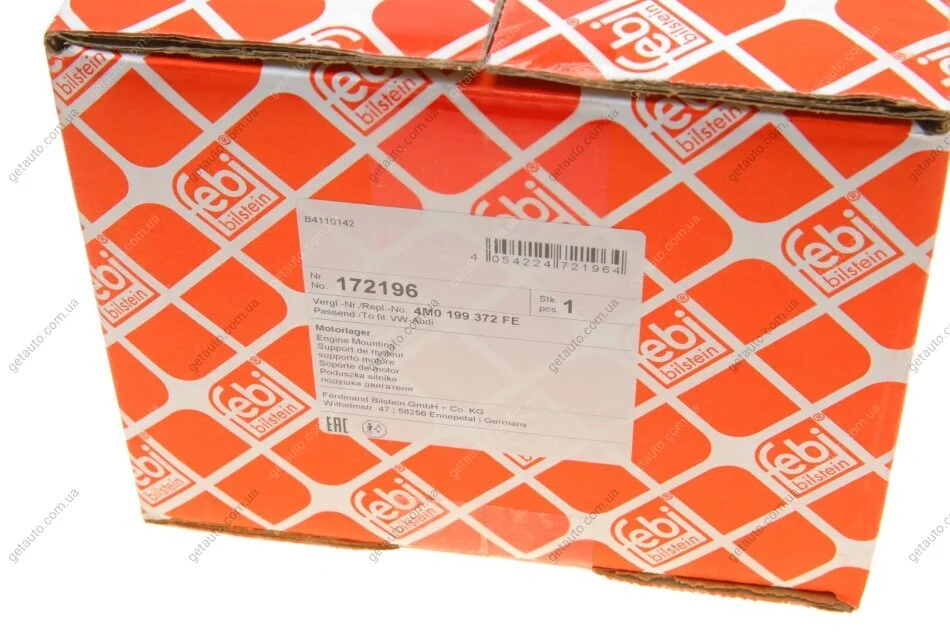 febi
bilstein
B4110142
4 054224 721964
Nr.
No. 172196
Stk.
pcs. 1
Vergl.-Nr./Repl.-No. 4M0 199 372 FE
Passend /To fit VW-Audi
Motorlager
Engine Mounting
Support de moteur
supporto motore
Soporte de motor
Poduszka silnika
подушка двигателя
Ferdinand Bilstein GmbH + Co. KG
Wilhelmstr. 47 | 58256 Ennepetal | Germany
EAC
getauto.com.ua